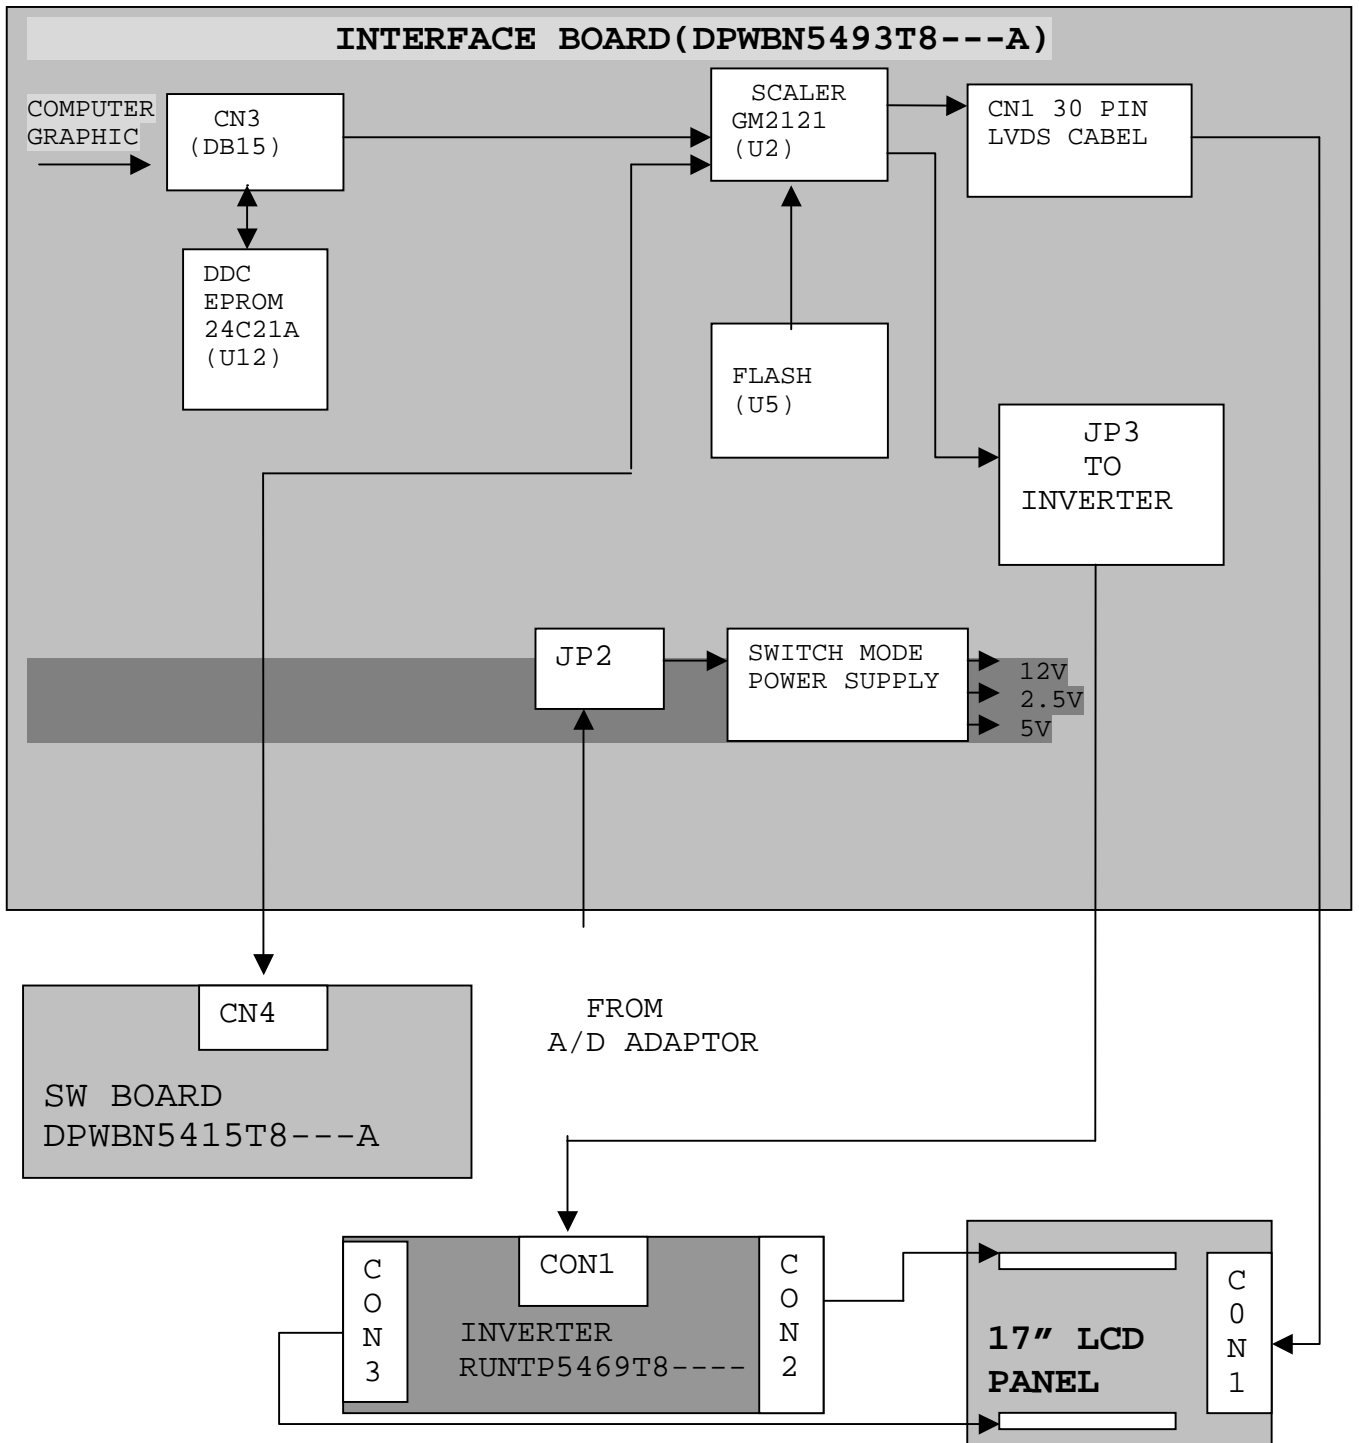 INTERFACE BOARD(DPWBN5493T8---A)
COMPUTER
GRAPHIC
CN3
(DB15)
SCALER
GM2121
(U2)
CN1 30 PIN
LVDS CABEL
DDC
EPROM
24C21A
(U12)
FLASH
(U5)
JP3
TO
INVERTER
JP2
SWITCH MODE
POWER SUPPLY
12V
2.5V
5V
CN4
SW BOARD
DPWBN5415T8---A
FROM
A/D ADAPTOR
C
O
N
3
CON1
INVERTER
RUNTP5469T8----
C
O
N
2
17″ LCD
PANEL
C
0
N
1